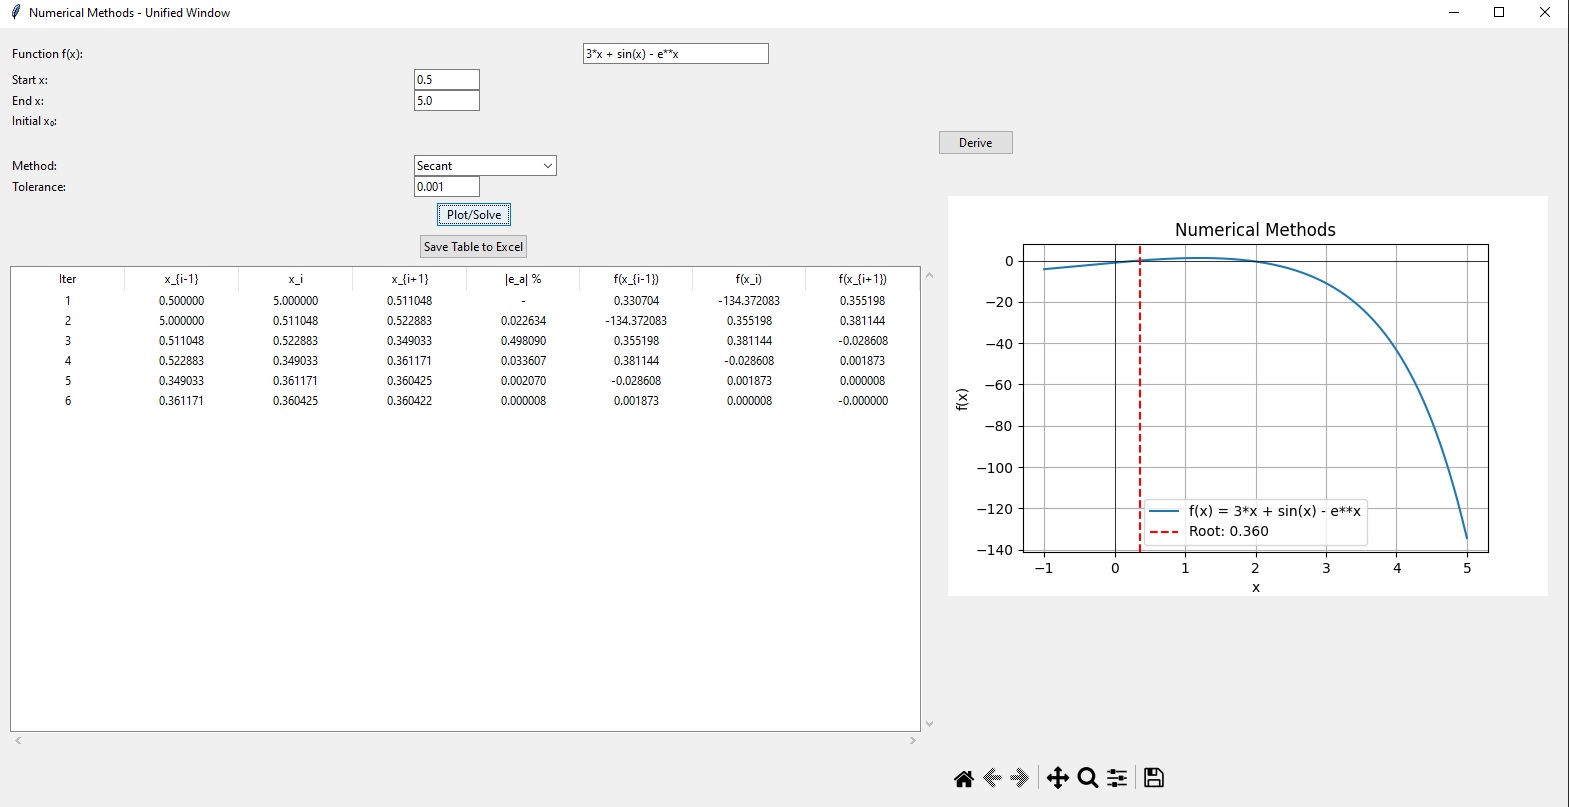 Numerical Methods - Unified Window
Function f(x):
3*x + sin(x) - e**x
Start x:
0.5
End x:
5.0
Initial x₀:
Derive
Method:
Secant
Tolerance:
0.001
Plot/Solve
Save Table to Excel
Iter x_{i-1} x_i x_{i+1} |e_a| % f(x_{i-1}) f(x_i) f(x_{i+1})
1 0.500000 5.000000 0.511048 - 0.330704 -134.372083 0.355198
2 5.000000 0.511048 0.522883 0.022634 -134.372083 0.355198 0.381144
3 0.511048 0.522883 0.349033 0.498090 0.355198 0.381144 -0.028608
4 0.522883 0.349033 0.361171 0.033607 0.381144 -0.028608 0.001873
5 0.349033 0.361171 0.360425 0.002070 -0.028608 0.001873 0.000008
6 0.361171 0.360425 0.360422 0.000008 0.001873 0.000008 -0.000000
Numerical Methods
f(x)
0
−20
−40
−60
−80
−100
−120
−140
f(x) = 3*x + sin(x) - e**x
Root: 0.360
−1 0 1 2 3 4 5
x